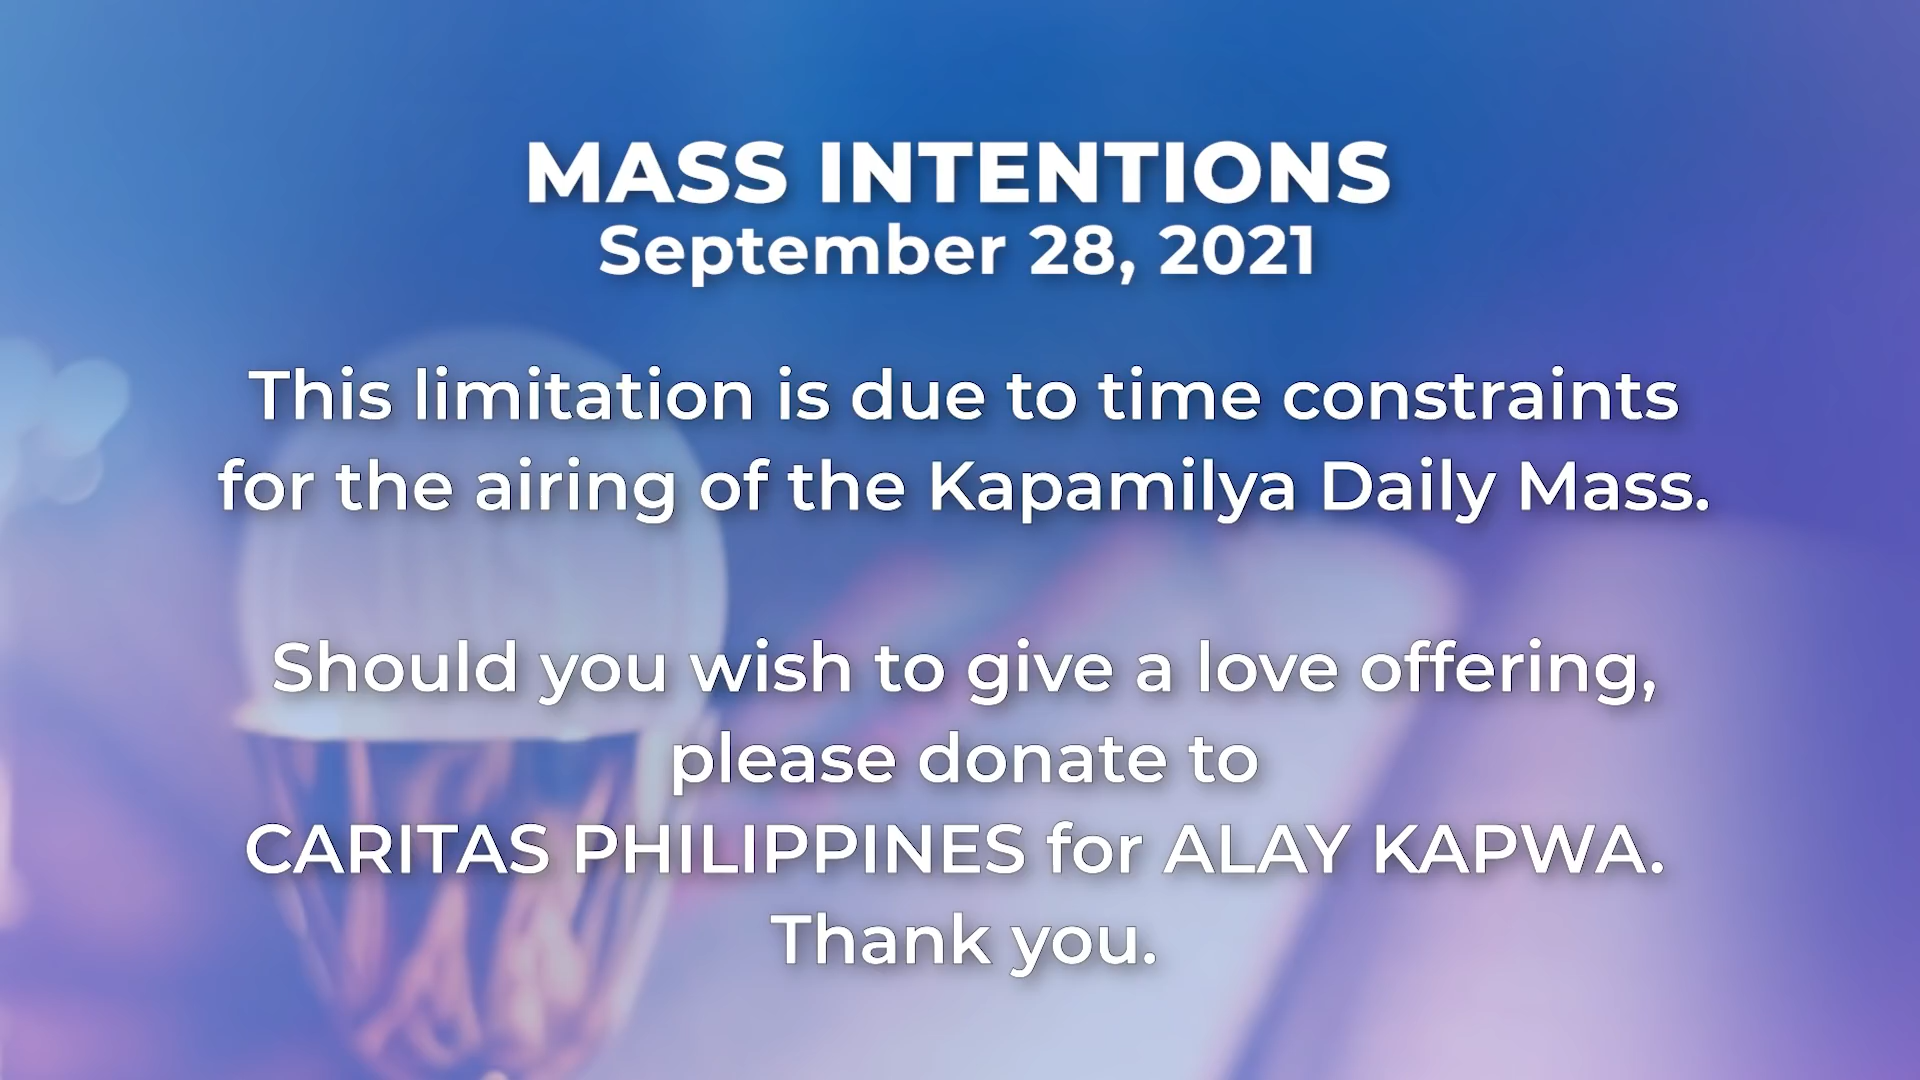 MASS INTENTIONS
September 28, 2021
This limitation is due to time constraints
for the airing of the Kapamilya Daily Mass.
Should you wish to give a love offering,
please donate to
CARITAS PHILIPPINES for ALAY KAPWA.
Thank you.